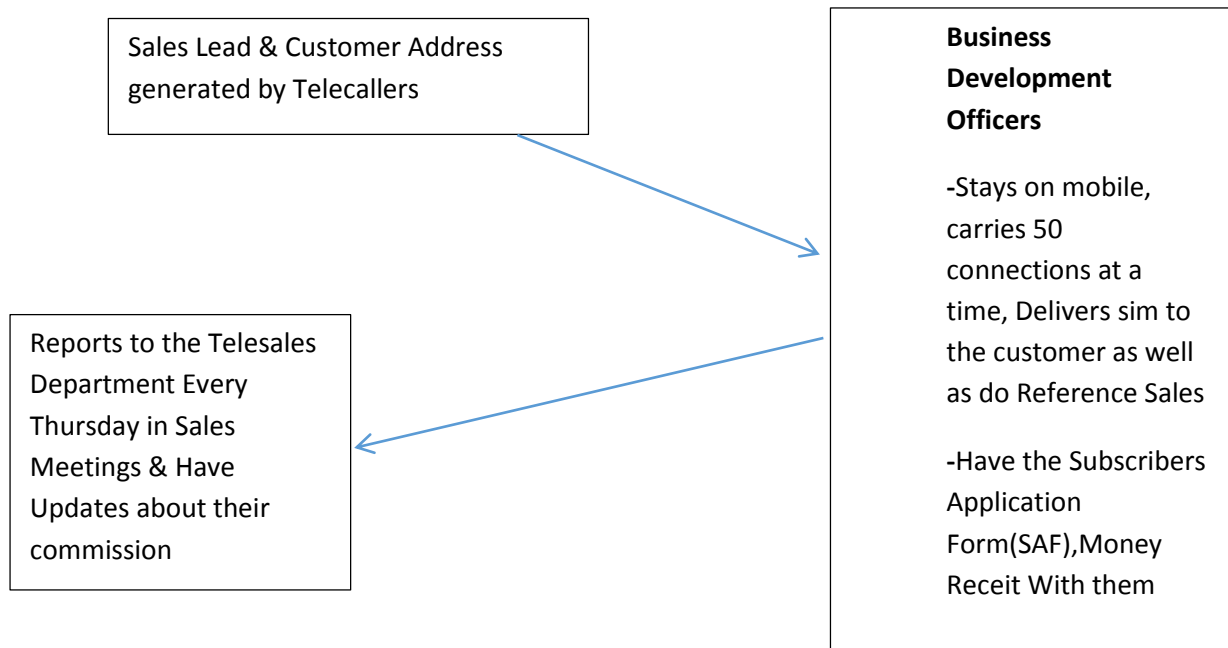 Sales Lead & Customer Address
generated by Telecallers
Business
Development
Officers
-Stays on mobile,
carries 50
connections at a
time, Delivers sim to
the customer as well
as do Reference Sales
-Have the Subscribers
Application
Form(SAF),Money
Receit With them
Reports to the Telesales
Department Every
Thursday in Sales
Meetings & Have
Updates about their
commission